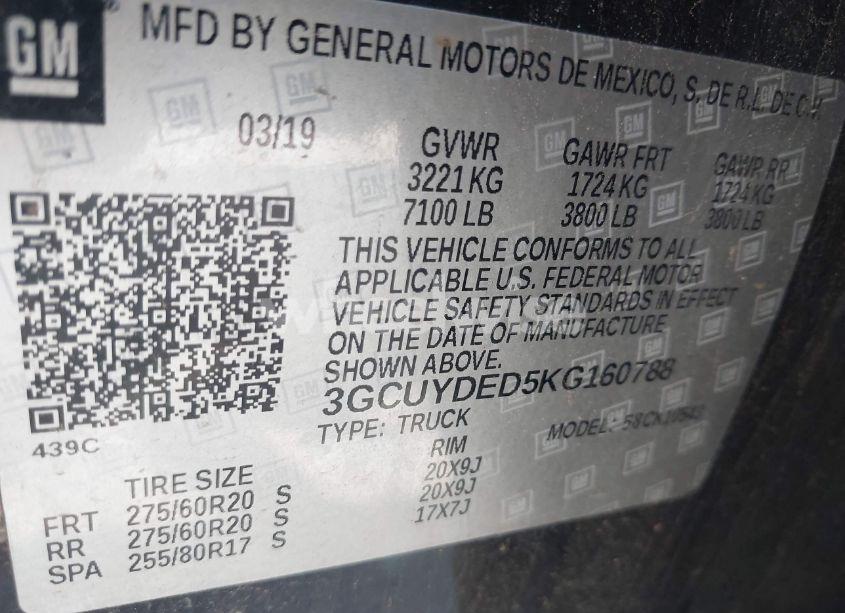 GM
MFD BY GENERAL MOTORS DE MEXICO, S. DE R.L. DE C.V.
03/19
GVWR GAWR FRT GAWR RR
3221 KG 1724 KG 1724 KG
7100 LB 3800 LB 3800 LB
THIS VEHICLE CONFORMS TO ALL
APPLICABLE U.S. FEDERAL MOTOR
VEHICLE SAFETY STANDARDS IN EFFECT
ON THE DATE OF MANUFACTURE
SHOWN ABOVE.
3GCUYDED5KG160788
439C
TYPE: TRUCK MODEL:
TIRE SIZE RIM
FRT 275/60R20 S 20X9J
RR 275/60R20 S 20X9J
SPA 255/80R17 S 17X7J